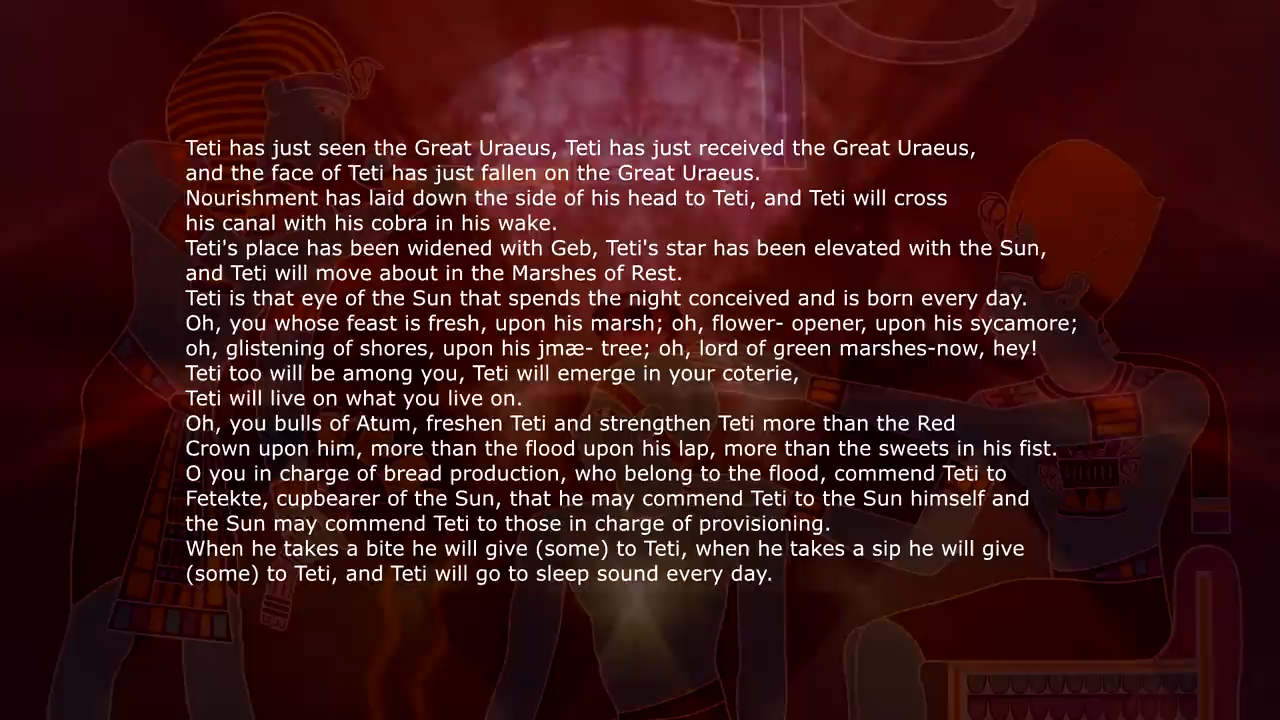 Teti has just seen the Great Uraeus, Teti has just received the Great Uraeus,
and the face of Teti has just fallen on the Great Uraeus.
Nourishment has laid down the side of his head to Teti, and Teti will cross
his canal with his cobra in his wake.
Teti's place has been widened with Geb, Teti's star has been elevated with the Sun,
and Teti will move about in the Marshes of Rest.
Teti is that eye of the Sun that spends the night conceived and is born every day.
Oh, you whose feast is fresh, upon his marsh; oh, flower- opener, upon his sycamore;
oh, glistening of shores, upon his jmæ- tree; oh, lord of green marshes-now, hey!
Teti too will be among you, Teti will emerge in your coterie,
Teti will live on what you live on.
Oh, you bulls of Atum, freshen Teti and strengthen Teti more than the Red
Crown upon him, more than the flood upon his lap, more than the sweets in his fist.
O you in charge of bread production, who belong to the flood, commend Teti to
Fetekte, cupbearer of the Sun, that he may commend Teti to the Sun himself and
the Sun may commend Teti to those in charge of provisioning.
When he takes a bite he will give (some) to Teti, when he takes a sip he will give
(some) to Teti, and Teti will go to sleep sound every day.